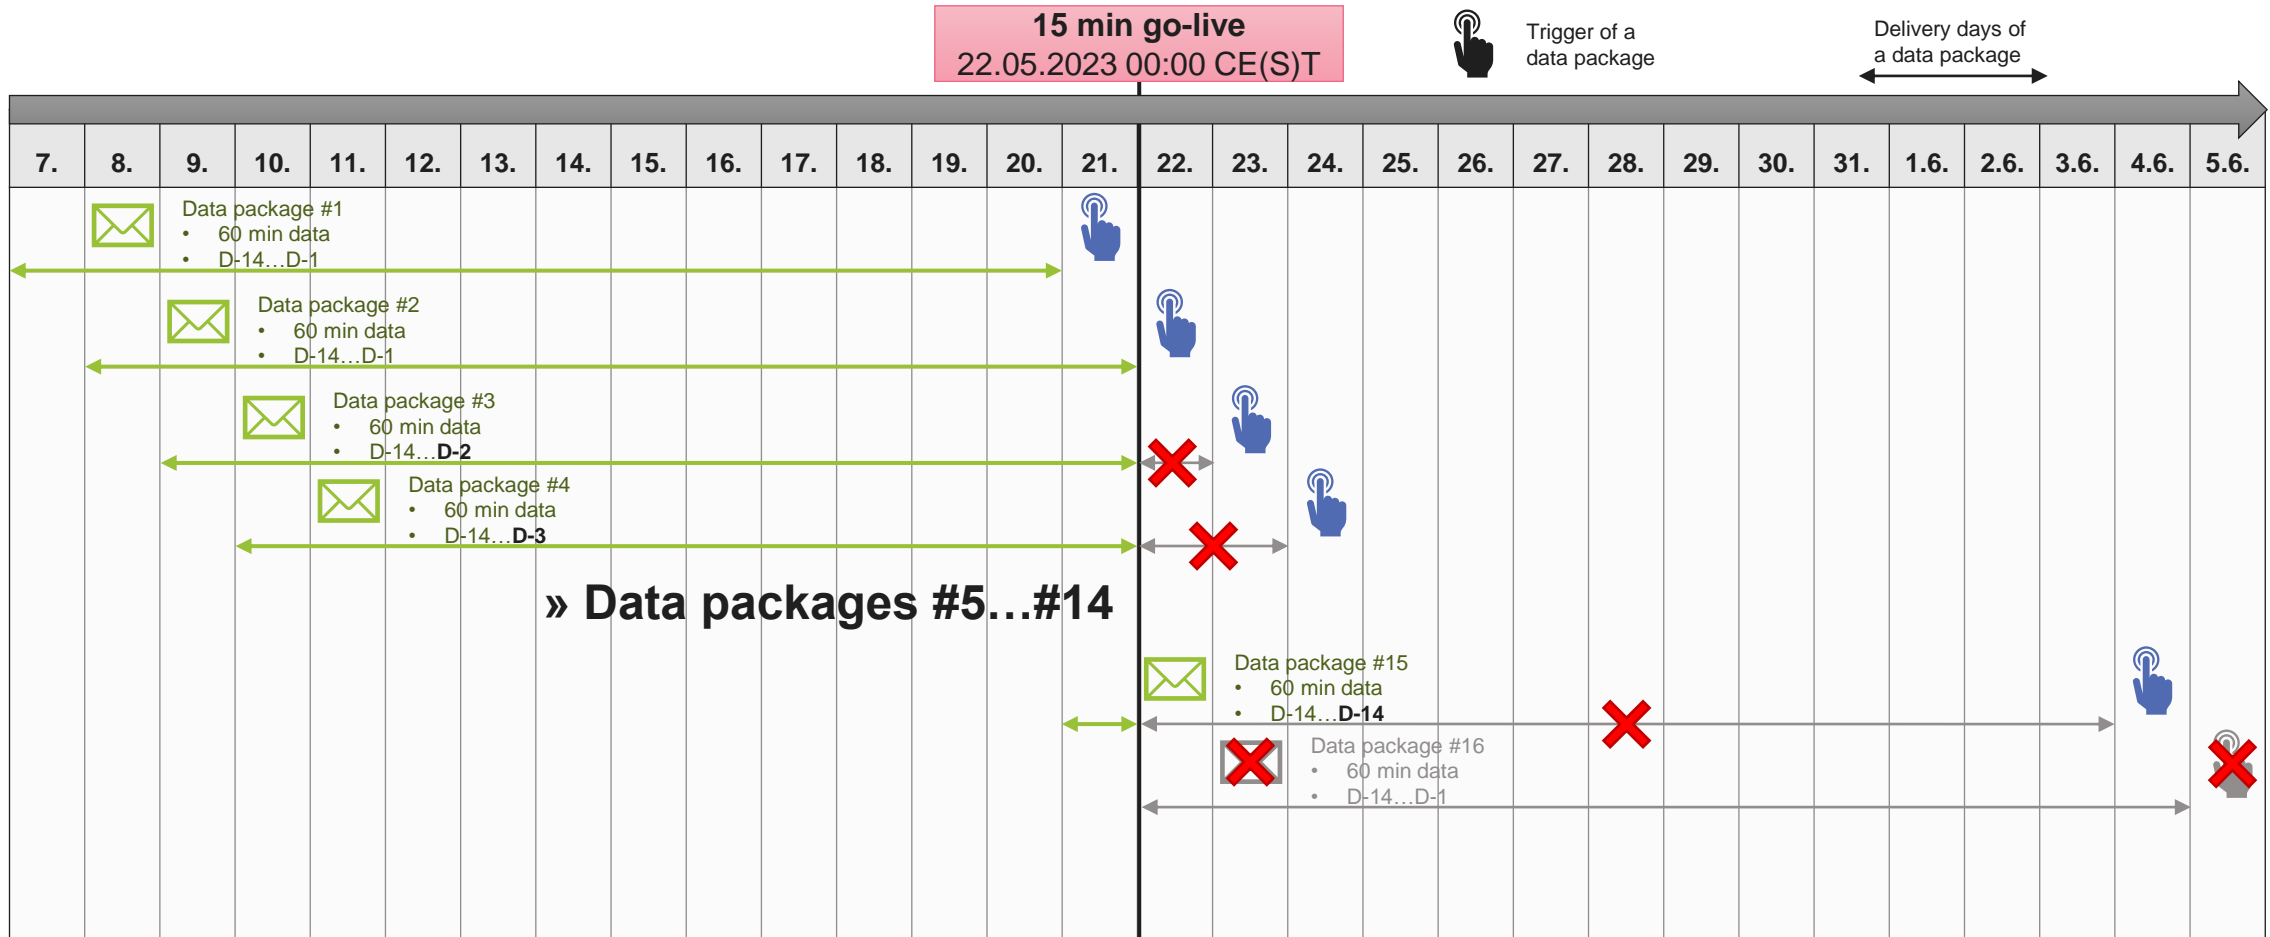 15 min go-live
22.05.2023 00:00 CE(S)T
Trigger of a
data package
Delivery days of
a data package
7. 8. 9. 10. 11. 12. 13. 14. 15. 16. 17. 18. 19. 20. 21. 22. 23. 24. 25. 26. 27. 28. 29. 30. 31. 1.6. 2.6. 3.6. 4.6. 5.6.
Data package #1
• 60 min data
• D-14…D-1
Data package #2
• 60 min data
• D-14…D-1
Data package #3
• 60 min data
• D-14…D-2
Data package #4
• 60 min data
• D-14…D-3
» Data packages #5…#14
Data package #15
• 60 min data
• D-14…D-14
Data package #16
• 60 min data
• D-14…D-1